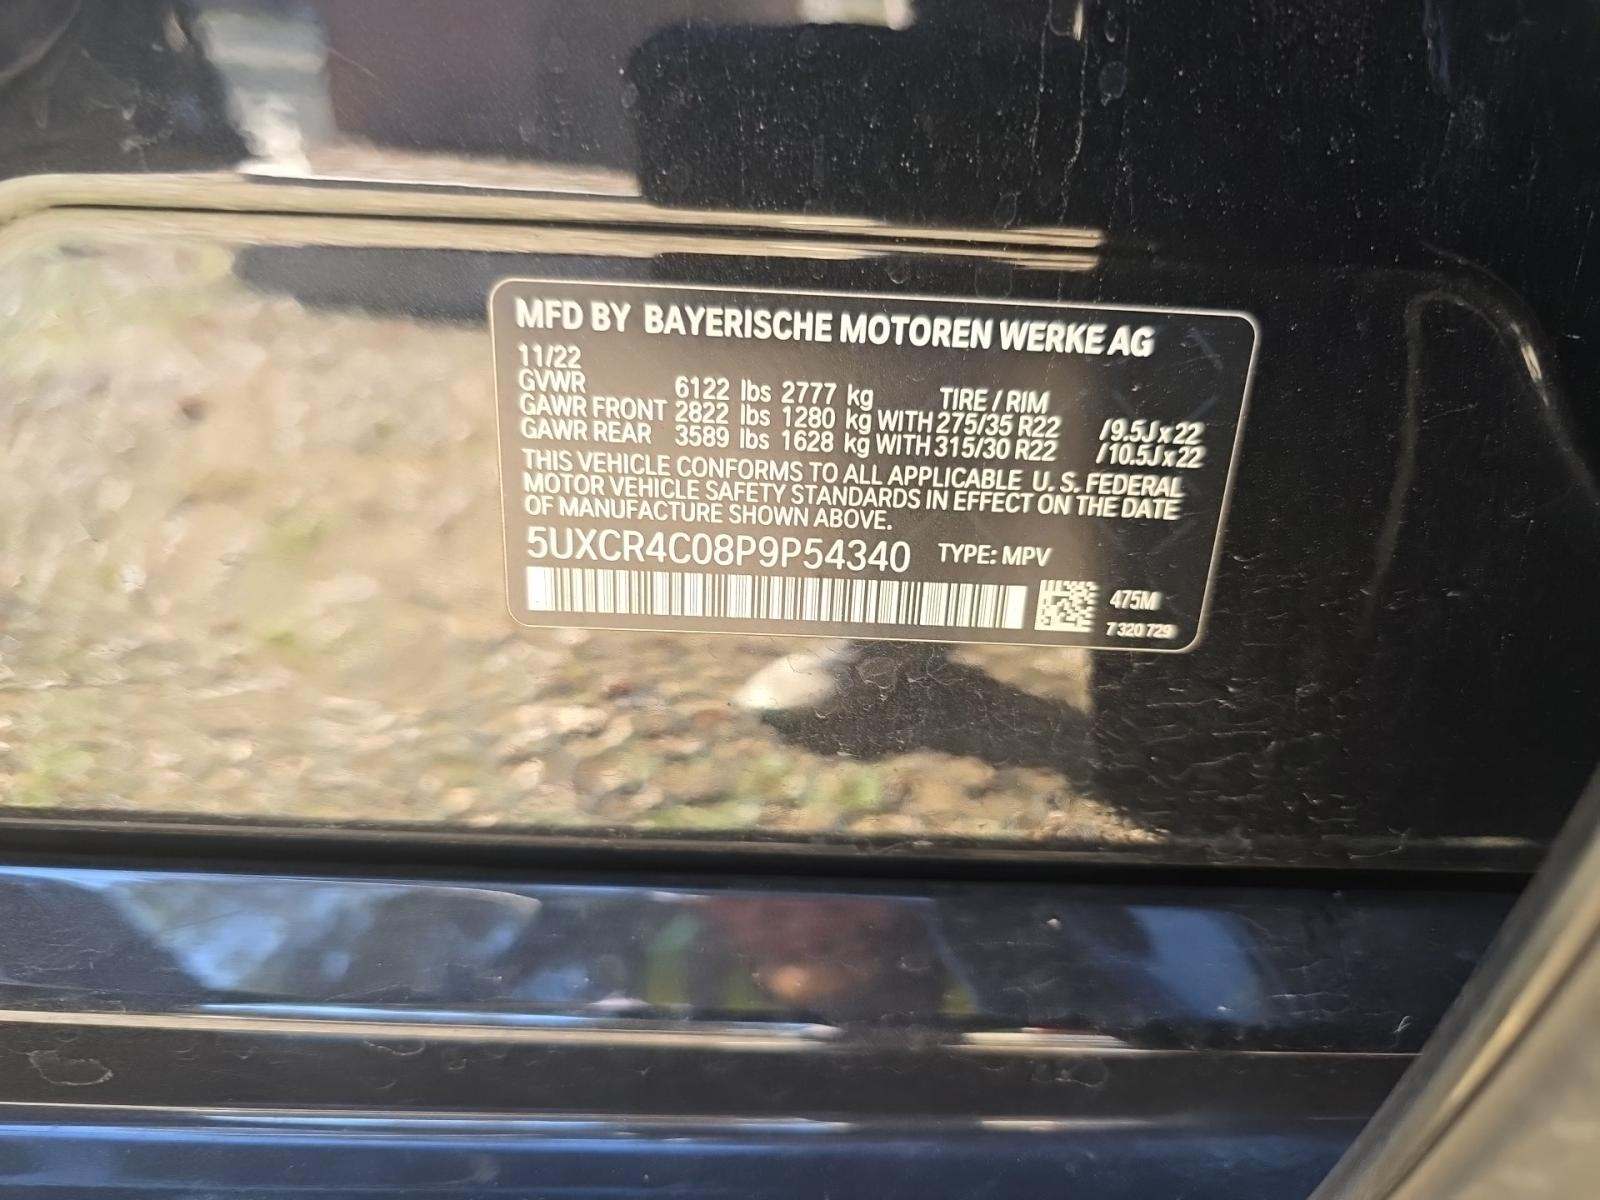 MFD BY BAYERISCHE MOTOREN WERKE AG
11/22
GVWR 6122 lbs 2777 kg TIRE / RIM
GAWR FRONT 2822 lbs 1280 kg WITH 275/35 R22 /9.5J x 22
GAWR REAR 3589 lbs 1628 kg WITH 315/30 R22 /10.5J x 22
THIS VEHICLE CONFORMS TO ALL APPLICABLE U. S. FEDERAL
MOTOR VEHICLE SAFETY STANDARDS IN EFFECT ON THE DATE
OF MANUFACTURE SHOWN ABOVE.
5UXCR4C08P9P54340 TYPE: MPV
475M
7 320 729